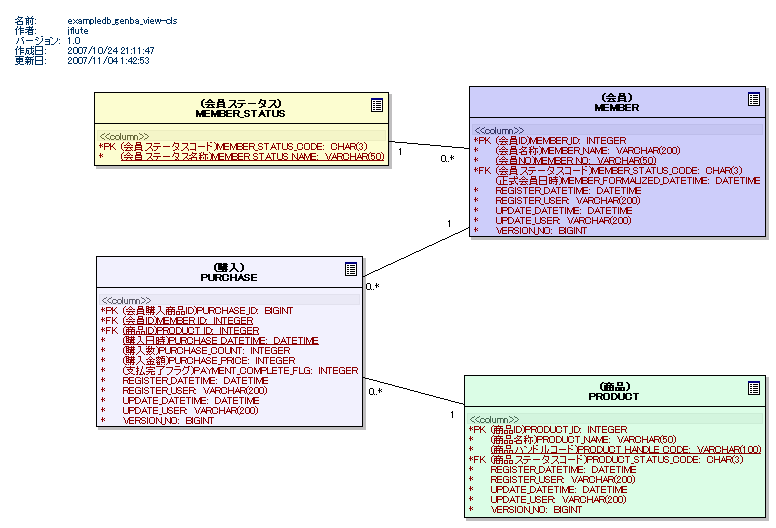 名前: exampledb_genba_view-cls
作者: jflute
バージョン: 1.0
作成日: 2007/10/24 21:11:47
更新日: 2007/11/04 1:42:53
(会員ステータス)
MEMBER_STATUS
<<column>>
*PK (会員ステータスコード)MEMBER_STATUS_CODE: CHAR(3)
* (会員ステータス名称)MEMBER_STATUS_NAME: VARCHAR(50)
1
0..*
(会員)
MEMBER
<<column>>
*PK (会員ID)MEMBER_ID: INTEGER
* (会員名称)MEMBER_NAME: VARCHAR(200)
* (会員NO)MEMBER_NO: VARCHAR(50)
*FK (会員ステータスコード)MEMBER_STATUS_CODE: CHAR(3)
(正式会員日時)MEMBER_FORMALIZED_DATETIME: DATETIME
* REGISTER_DATETIME: DATETIME
* REGISTER_USER: VARCHAR(200)
* UPDATE_DATETIME: DATETIME
* UPDATE_USER: VARCHAR(200)
* VERSION_NO: BIGINT
1
0..*
(購入)
PURCHASE
<<column>>
*PK (会員購入商品ID)PURCHASE_ID: BIGINT
*FK (会員ID)MEMBER_ID: INTEGER
*FK (商品ID)PRODUCT_ID: INTEGER
* (購入日時)PURCHASE_DATETIME: DATETIME
* (購入数)PURCHASE_COUNT: INTEGER
* (購入金額)PURCHASE_PRICE: INTEGER
* (支払完了フラグ)PAYMENT_COMPLETE_FLG: INTEGER
* REGISTER_DATETIME: DATETIME
* REGISTER_USER: VARCHAR(200)
* UPDATE_DATETIME: DATETIME
* UPDATE_USER: VARCHAR(200)
* VERSION_NO: BIGINT
0..*
1
(商品)
PRODUCT
<<column>>
*PK (商品ID)PRODUCT_ID: INTEGER
* (商品名称)PRODUCT_NAME: VARCHAR(50)
* (商品ハンドルコード)PRODUCT_HANDLE_CODE: VARCHAR(100)
*FK (商品ステータスコード)PRODUCT_STATUS_CODE: CHAR(3)
* REGISTER_DATETIME: DATETIME
* REGISTER_USER: VARCHAR(200)
* UPDATE_DATETIME: DATETIME
* UPDATE_USER: VARCHAR(200)
* VERSION_NO: BIGINT